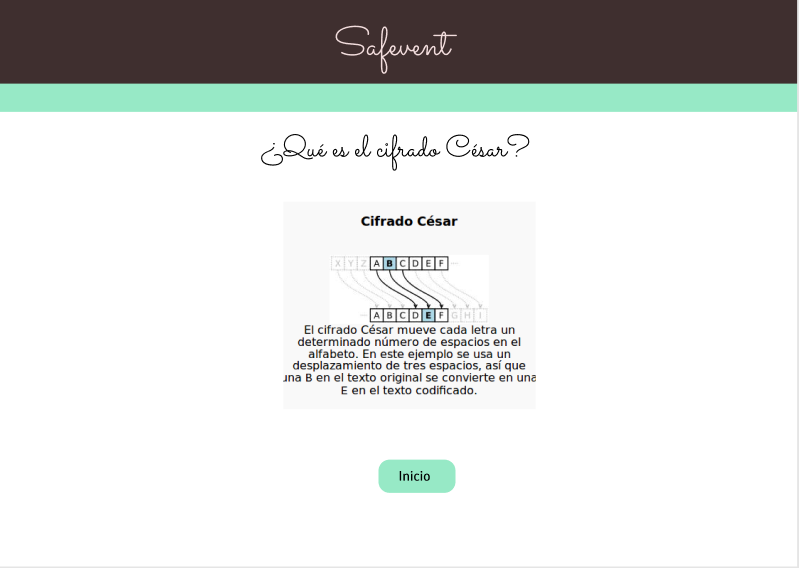 Safevent
¿Qué es el cifrado César?
Cifrado César
X Y Z A B C D E F
A B C D E F G H I
El cifrado César mueve cada letra un
determinado número de espacios en el
alfabeto. En este ejemplo se usa un
desplazamiento de tres espacios, así que
una B en el texto original se convierte en una
E en el texto codificado.
Inicio